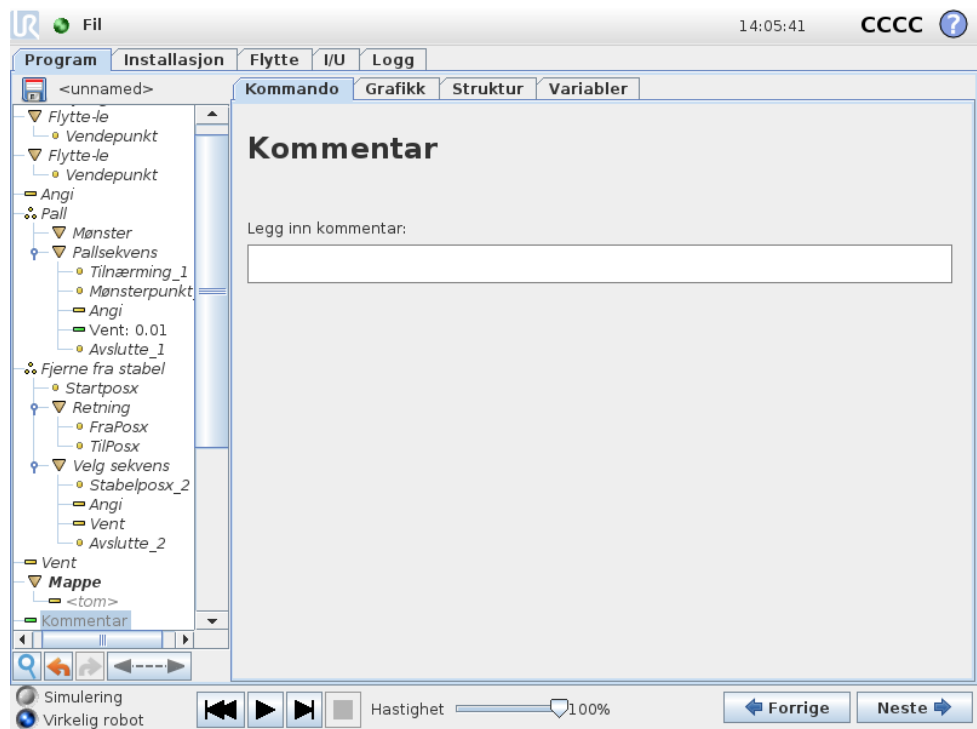 UR Fil 14:05:41 CCCC ?
Program Installasjon Flytte I/U Logg
<unnamed> Kommando Grafikk Struktur Variabler
Flytte-le
Vendepunkt
Flytte-le
Vendepunkt
Angi
Pall
Mønster
Pallsekvens
Tilnærming_1
Mønsterpunkt
Angi
Vent: 0.01
Avslutte_1
Fjerne fra stabel
Startposx
Retning
FraPosx
TilPosx
Velg sekvens
Stabelposx_2
Angi
Vent
Avslutte_2
Vent
Mappe
<tom>
Kommentar
Kommentar
Legg inn kommentar:
Simulering
Virkelig robot
Hastighet 100%
Forrige Neste